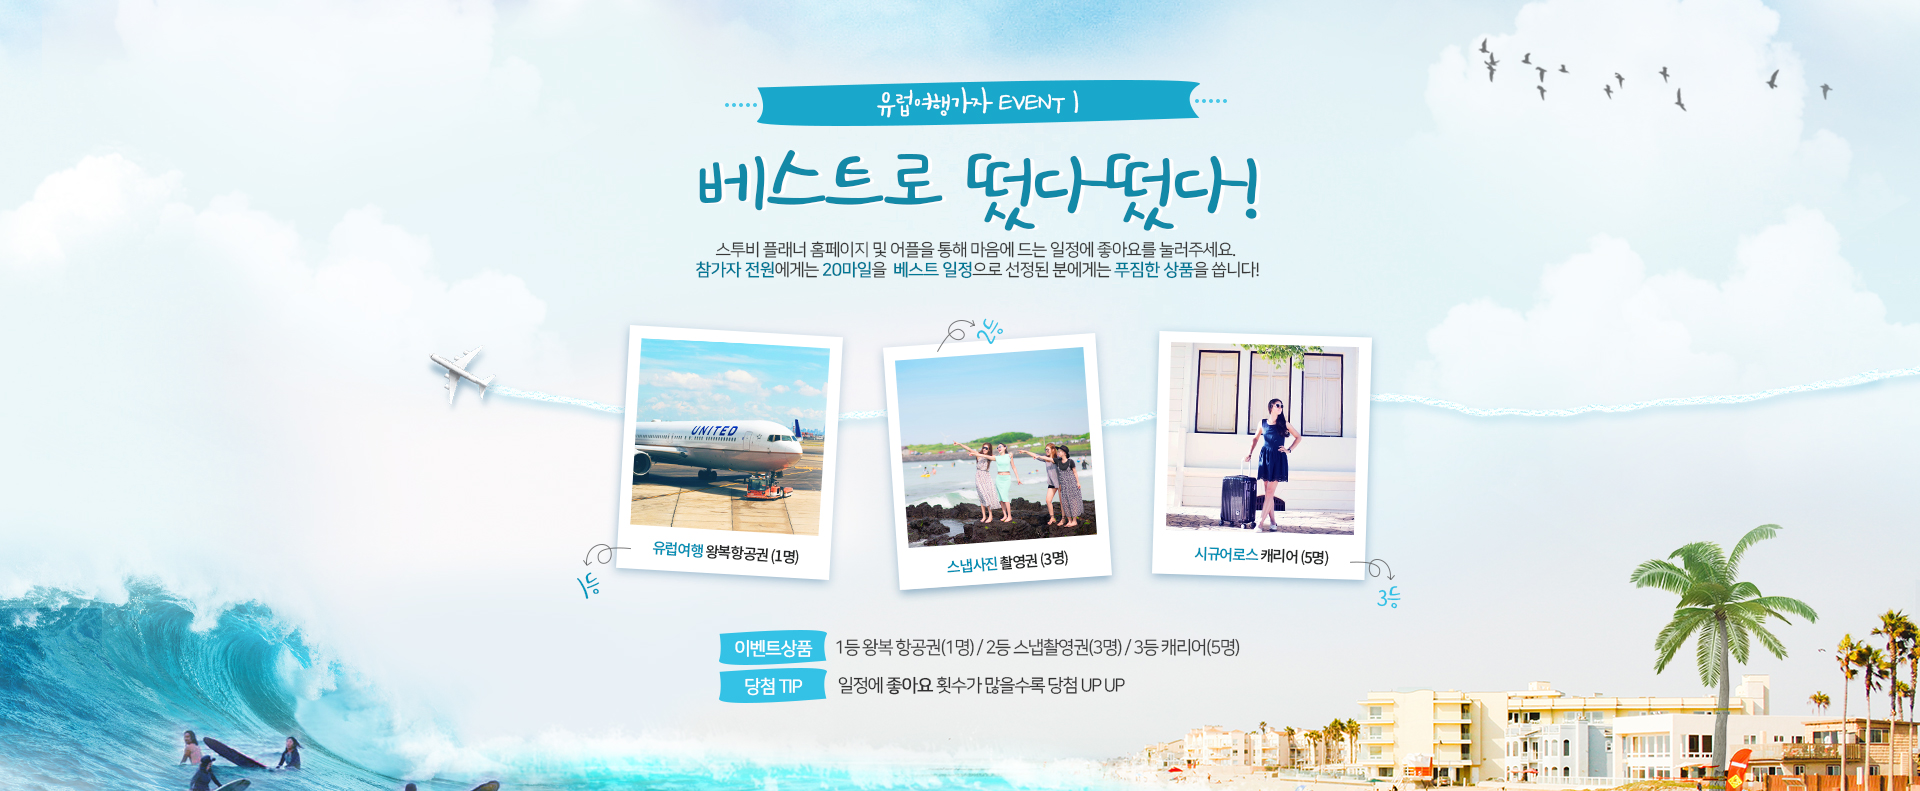 유럽여행가자 EVENT 1
베스트로 떴다떴다!
스투비 플래너 홈페이지 및 어플을 통해 마음에 드는 일정에 좋아요를 눌러주세요.
참가자 전원에게는 20마일을 베스트 일정으로 선정된 분에게는 푸짐한 상품을 쏩니다!
UNITED
유럽여행 왕복항공권 (1명)
1등
2등
스냅사진 촬영권 (3명)
시규어로스 캐리어 (5명)
3등
이벤트상품 1등 왕복 항공권(1명) / 2등 스냅촬영권(3명) / 3등 캐리어(5명)
당첨 TIP 일정에 좋아요 횟수가 많을수록 당첨 UP UP